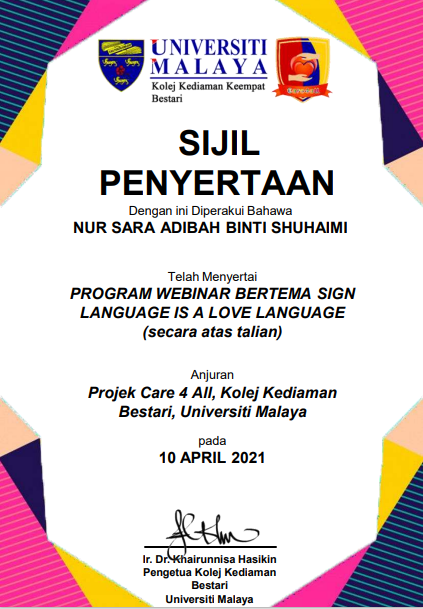 UNIVERSITI
MALAYA
Kolej Kediaman Keempat
Bestari
SIJIL
PENYERTAAN
Dengan ini Diperakui Bahawa
NUR SARA ADIBAH BINTI SHUHAIMI
Telah Menyertai
PROGRAM WEBINAR BERTEMA SIGN
LANGUAGE IS A LOVE LANGUAGE
(secara atas talian)
Anjuran
Projek Care 4 All, Kolej Kediaman
Bestari, Universiti Malaya
pada
10 APRIL 2021
Ir. Dr. Khairunnisa Hasikin
Pengetua Kolej Kediaman
Bestari
Universiti Malaya